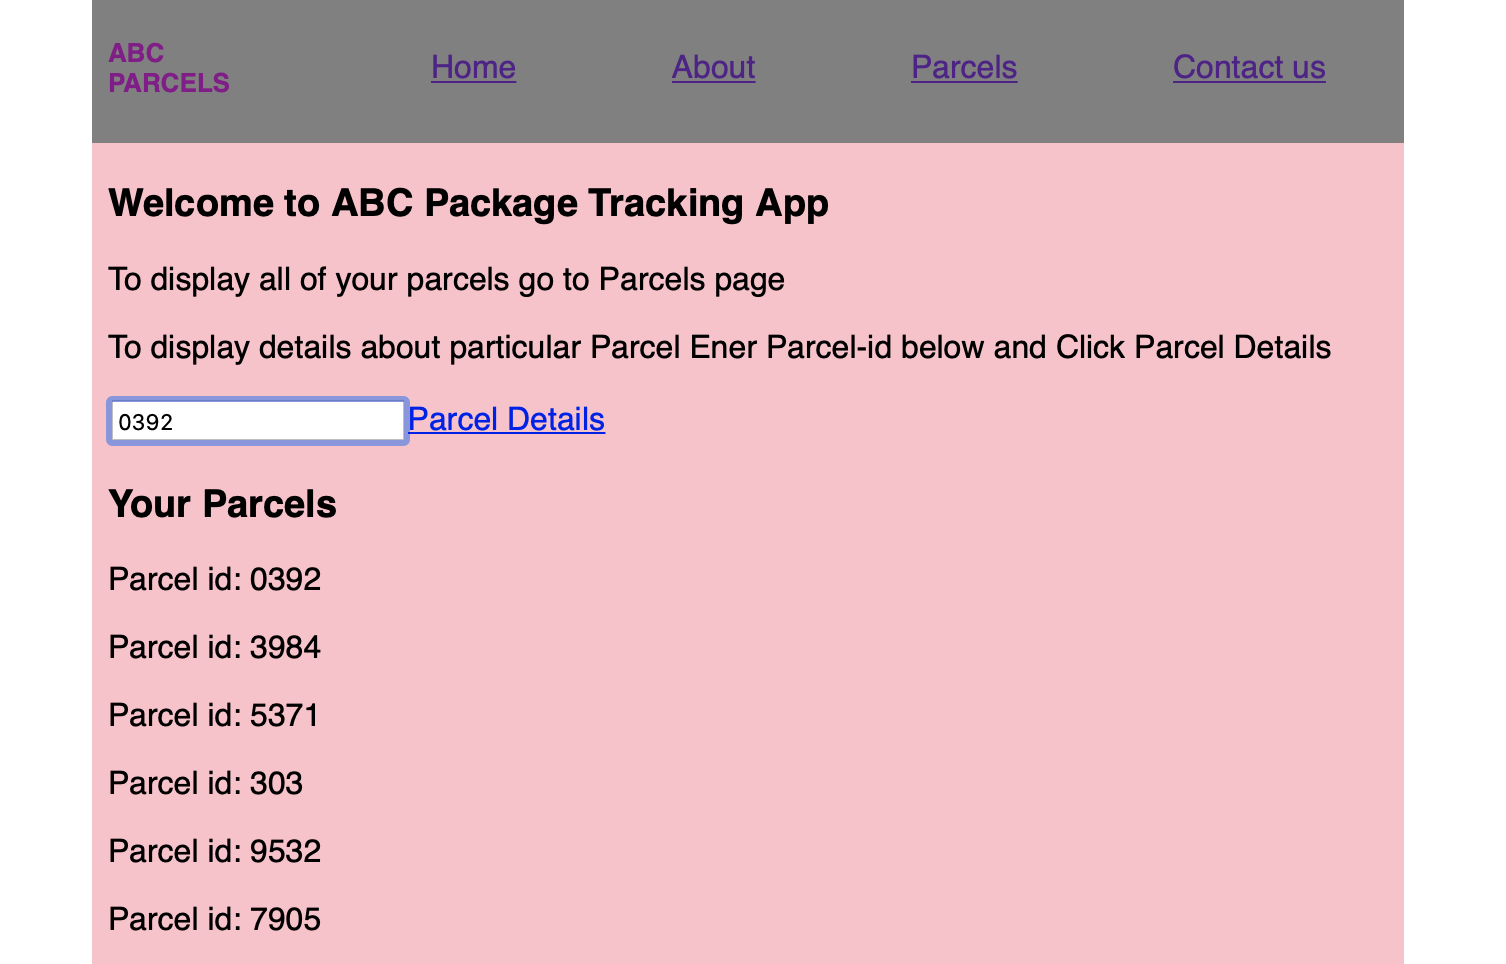 ABC
PARCELS
Home About Parcels Contact us
Welcome to ABC Package Tracking App
To display all of your parcels go to Parcels page
To display details about particular Parcel Ener Parcel-id below and Click Parcel Details
0392 Parcel Details
Your Parcels
Parcel id: 0392
Parcel id: 3984
Parcel id: 5371
Parcel id: 303
Parcel id: 9532
Parcel id: 7905